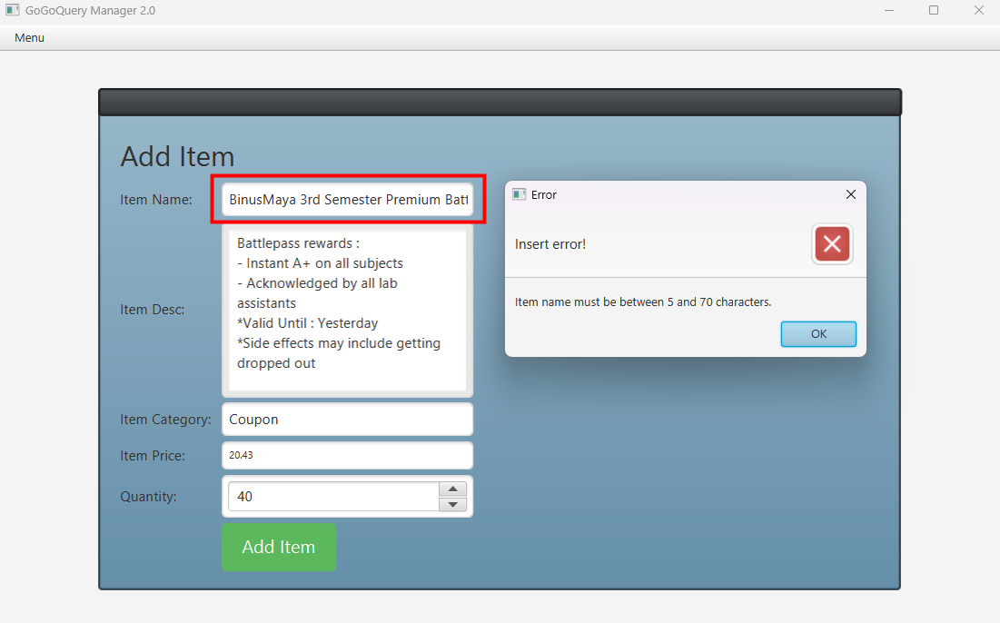 GoGoQuery Manager 2.0
Menu
Add Item
Item Name:
BinusMaya 3rd Semester Premium Batt
Item Desc:
Battlepass rewards :
- Instant A+ on all subjects
- Acknowledged by all lab
assistants
*Valid Until : Yesterday
*Side effects may include getting
dropped out
Item Category:
Coupon
Item Price:
20.43
Quantity:
40
Add Item
Error
Insert error!
Item name must be between 5 and 70 characters.
OK